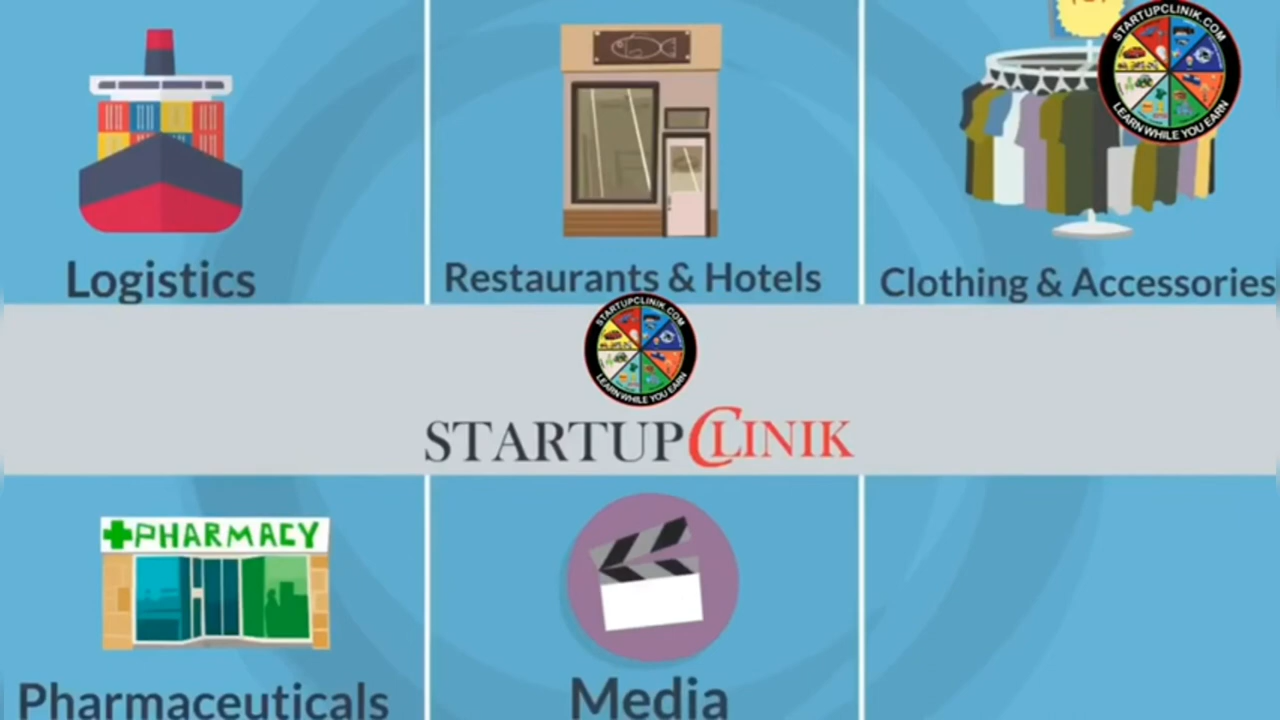 STARTUPCLINIK.COM
LEARN WHILE YOU EARN
Logistics
Restaurants & Hotels
Clothing & Accessories
STARTUPCLINIK.COM
LEARN WHILE YOU EARN
STARTUPCLINIK
PHARMACY
Pharmaceuticals
Media